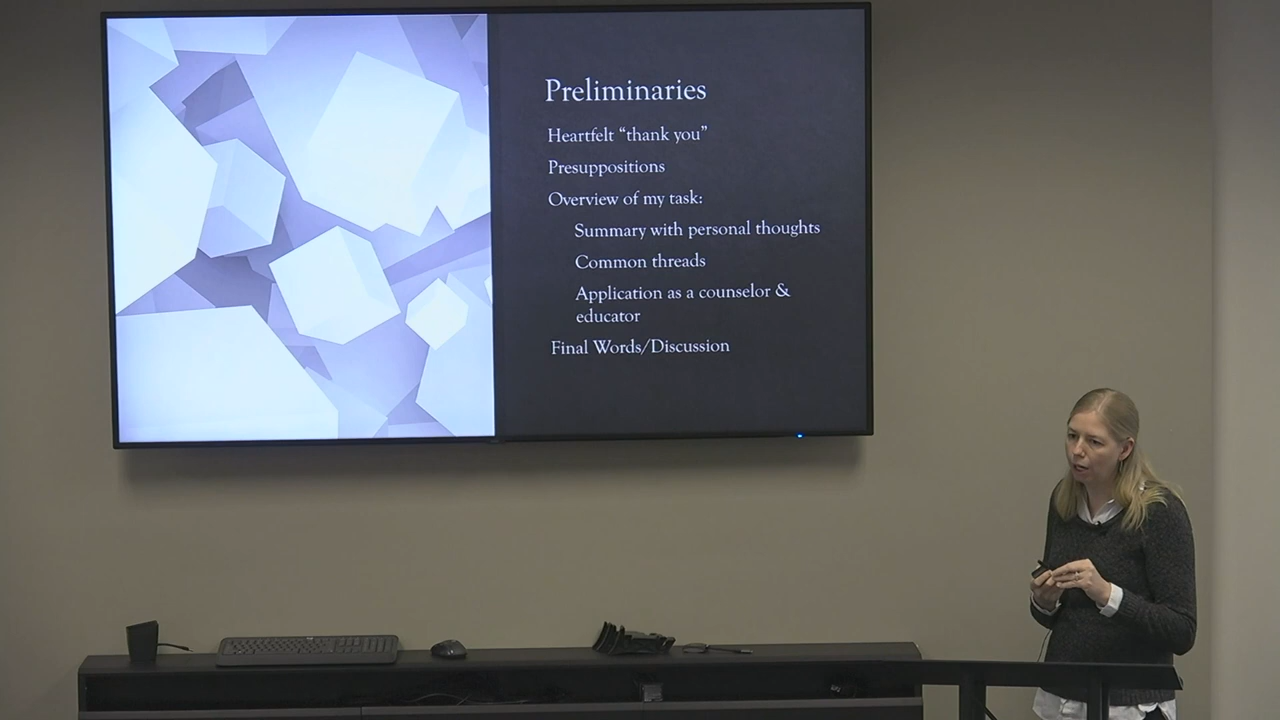 Preliminaries
Heartfelt “thank you”
Presuppositions
Overview of my task:
Summary with personal thoughts
Common threads
Application as a counselor &
educator
Final Words/Discussion